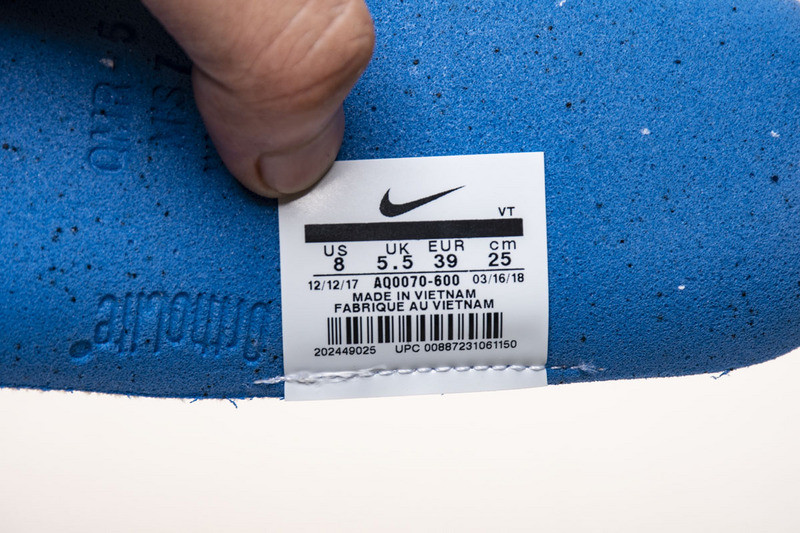 VT
US UK EUR cm
8 5.5 39 25
12/12/17 AQ0070-600 03/16/18
MADE IN VIETNAM
FABRIQUE AU VIETNAM
202449025 UPC 00887231061150
OrthoLite